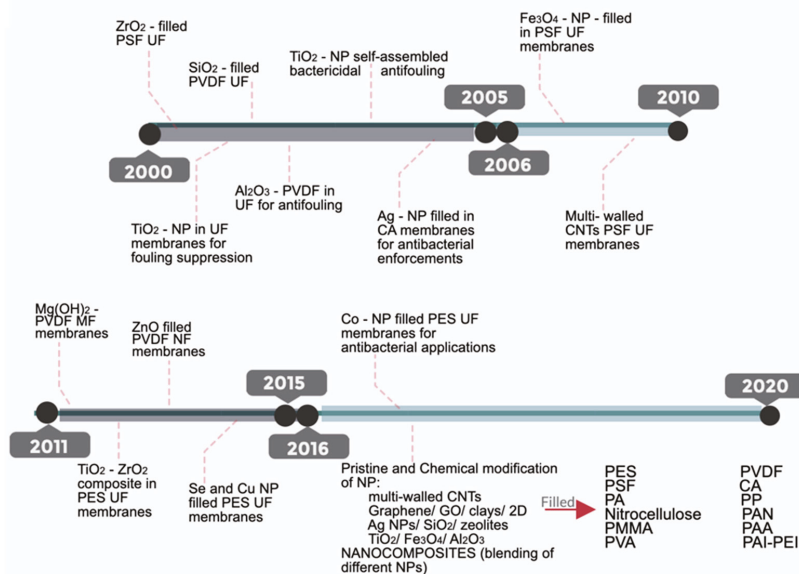 ZrO2 - filled
PSF UF
SiO2 - filled
PVDF UF
TiO2 - NP self-assembled
bactericidal antifouling
Fe3O4 - NP - filled
in PSF UF
membranes
2005
2010
2000
2006
TiO2 - NP in UF
membranes for
fouling suppression
Al2O3 - PVDF in
UF for antifouling
Ag - NP filled in
CA membranes
for antibacterial
enforcements
Multi- walled
CNTs PSF UF
membranes
Mg(OH)2 -
PVDF MF
membranes
ZnO filled
PVDF NF
membranes
Co - NP filled PES UF
membranes for
antibacterial applications
2015
2020
2011
2016
TiO2 - ZrO2
composite in
PES UF
membranes
Se and Cu NP
filled PES UF
membranes
Pristine and Chemical modification
of NP:
multi-walled CNTs
Graphene/ GO/ clays/ 2D
Ag NPs/ SiO2/ zeolites
TiO2/ Fe3O4/ Al2O3
NANOCOMPOSITES (blending of
different NPs)
Filled
PES
PSF
PA
Nitrocellulose
PMMA
PVA
PVDF
CA
PP
PAN
PAA
PAI-PEI